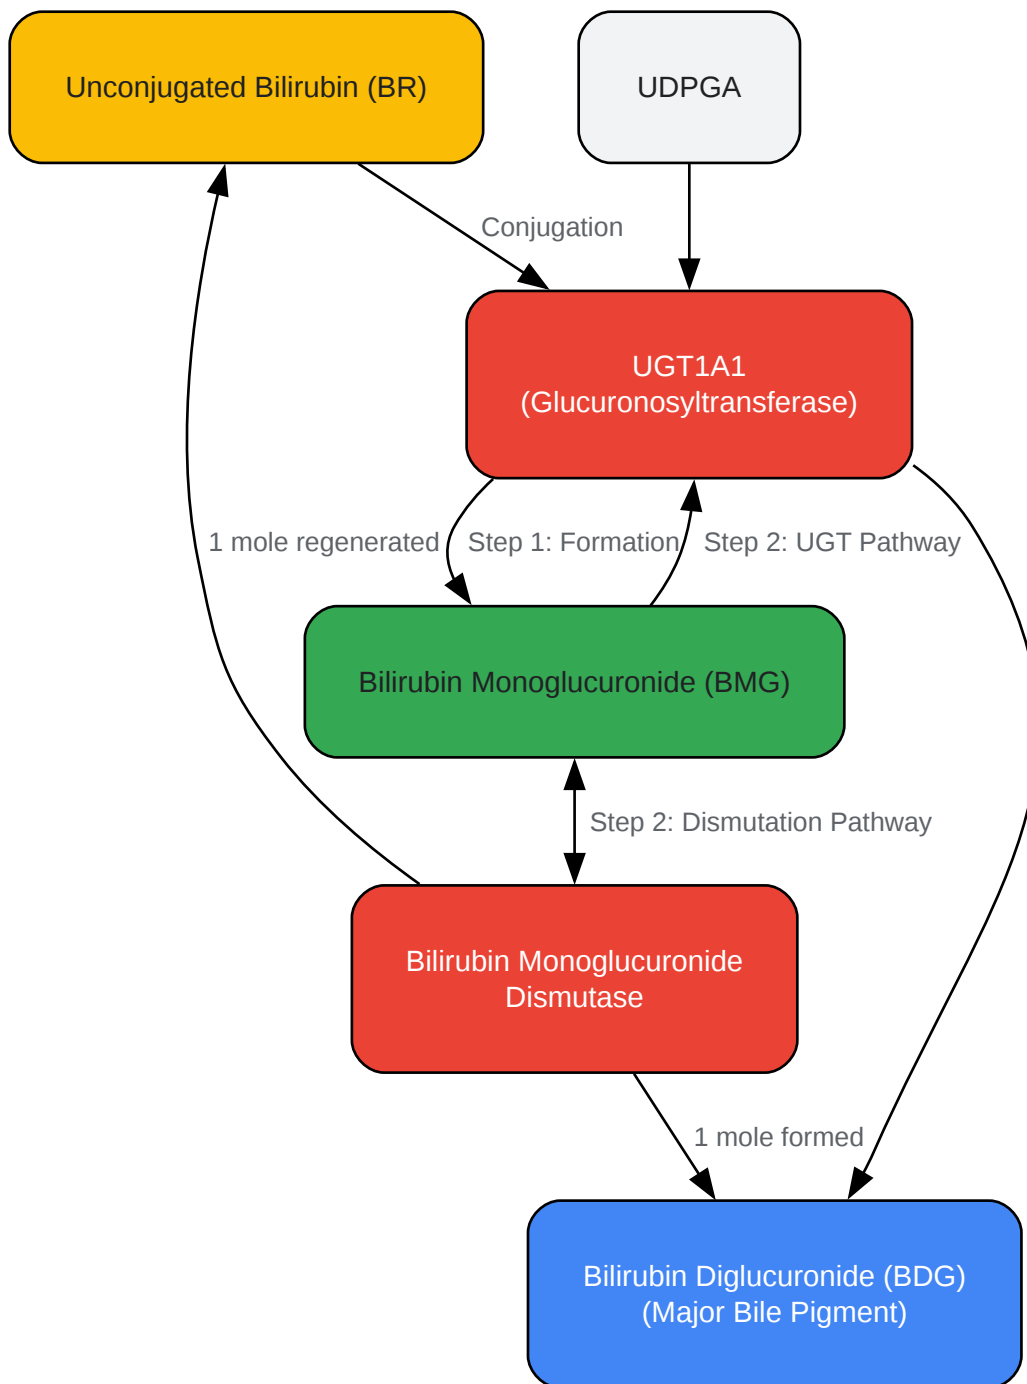 Unconjugated Bilirubin (BR)
UDPGA
Conjugation
UGT1A1
(Glucuronosyltransferase)
1 mole regenerated
Step 1: Formation
Step 2: UGT Pathway
Bilirubin Monoglucuronide (BMG)
Step 2: Dismutation Pathway
Bilirubin Monoglucuronide
Dismutase
1 mole formed
Bilirubin Diglucuronide (BDG)
(Major Bile Pigment)